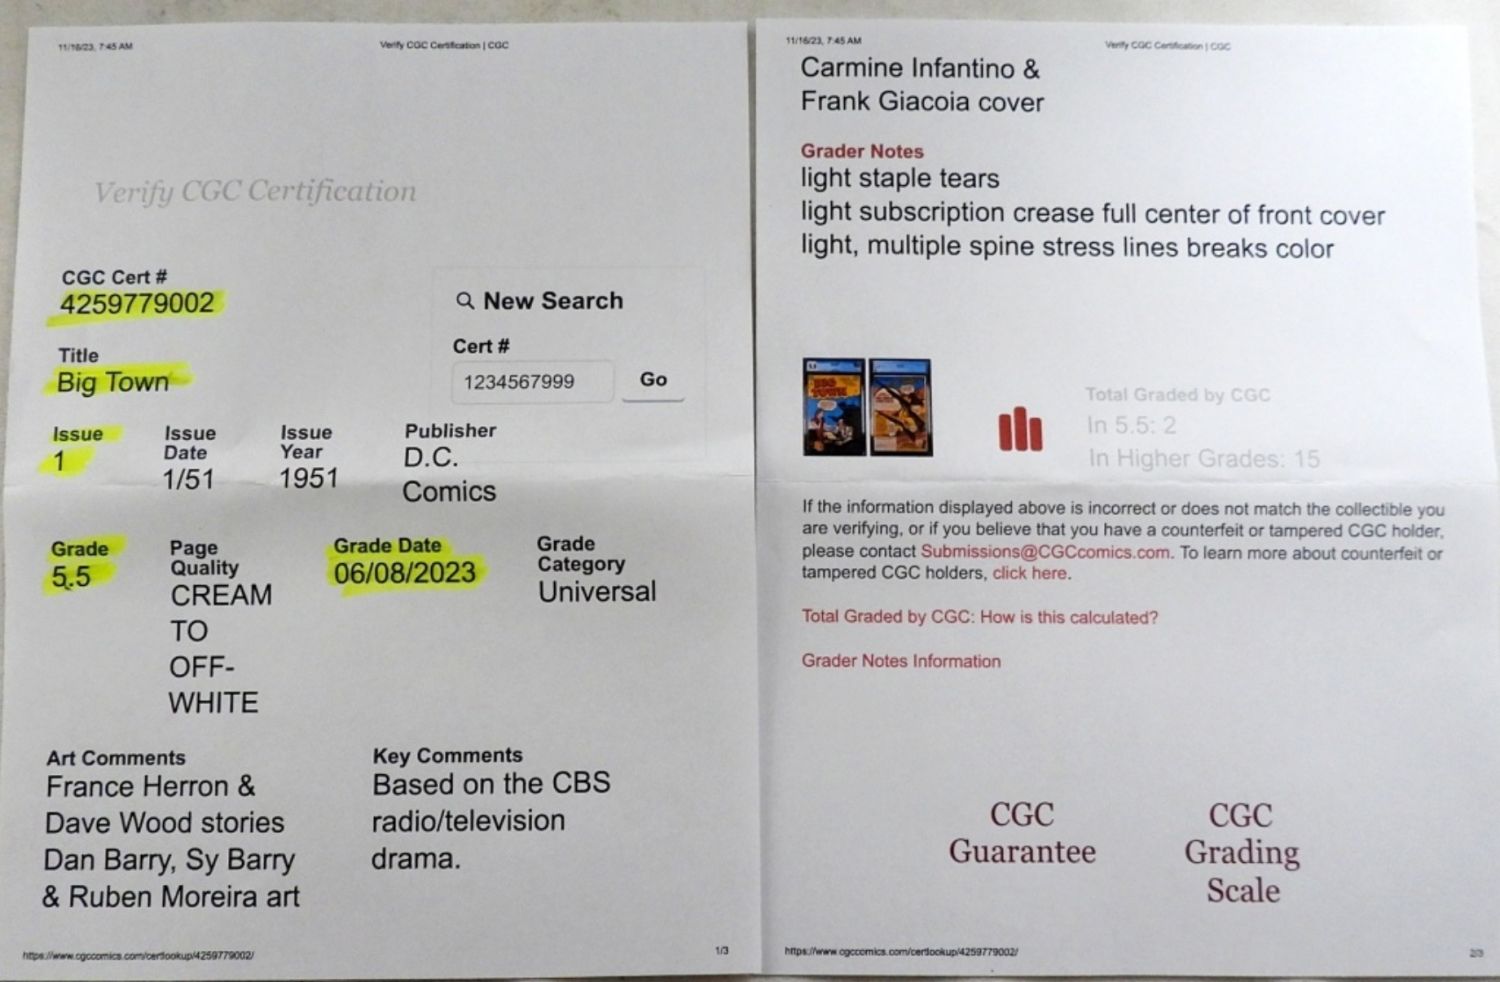 11/16/23, 7:45 AM
Verify CGC Certification | CGC
Verify CGC Certification
CGC Cert #
4259779002
New Search
Cert #
1234567999
Go
Title
Big Town
Issue
1
Issue
Date
1/51
Issue
Year
1951
Publisher
D.C.
Comics
Grade
5.5
Page
Quality
CREAM
TO
OFF-
WHITE
Grade Date
06/08/2023
Grade
Category
Universal
Art Comments
France Herron &
Dave Wood stories
Dan Barry, Sy Barry
& Ruben Moreira art
Key Comments
Based on the CBS
radio/television
drama.
https://www.cgccomics.com/certlookup/4259779002/
1/3
11/16/23, 7:45 AM
Verify CGC Certification | CGC
Carmine Infantino &
Frank Giacoia cover
Grader Notes
light staple tears
light subscription crease full center of front cover
light, multiple spine stress lines breaks color
BIG
TOWN
Total Graded by CGC
In 5.5: 2
In Higher Grades: 15
If the information displayed above is incorrect or does not match the collectible you
are verifying, or if you believe that you have a counterfeit or tampered CGC holder,
please contact Submissions@CGCcomics.com. To learn more about counterfeit or
tampered CGC holders, click here.
Total Graded by CGC: How is this calculated?
Grader Notes Information
CGC
Guarantee
CGC
Grading
Scale
https://www.cgccomics.com/certlookup/4259779002/
2/3